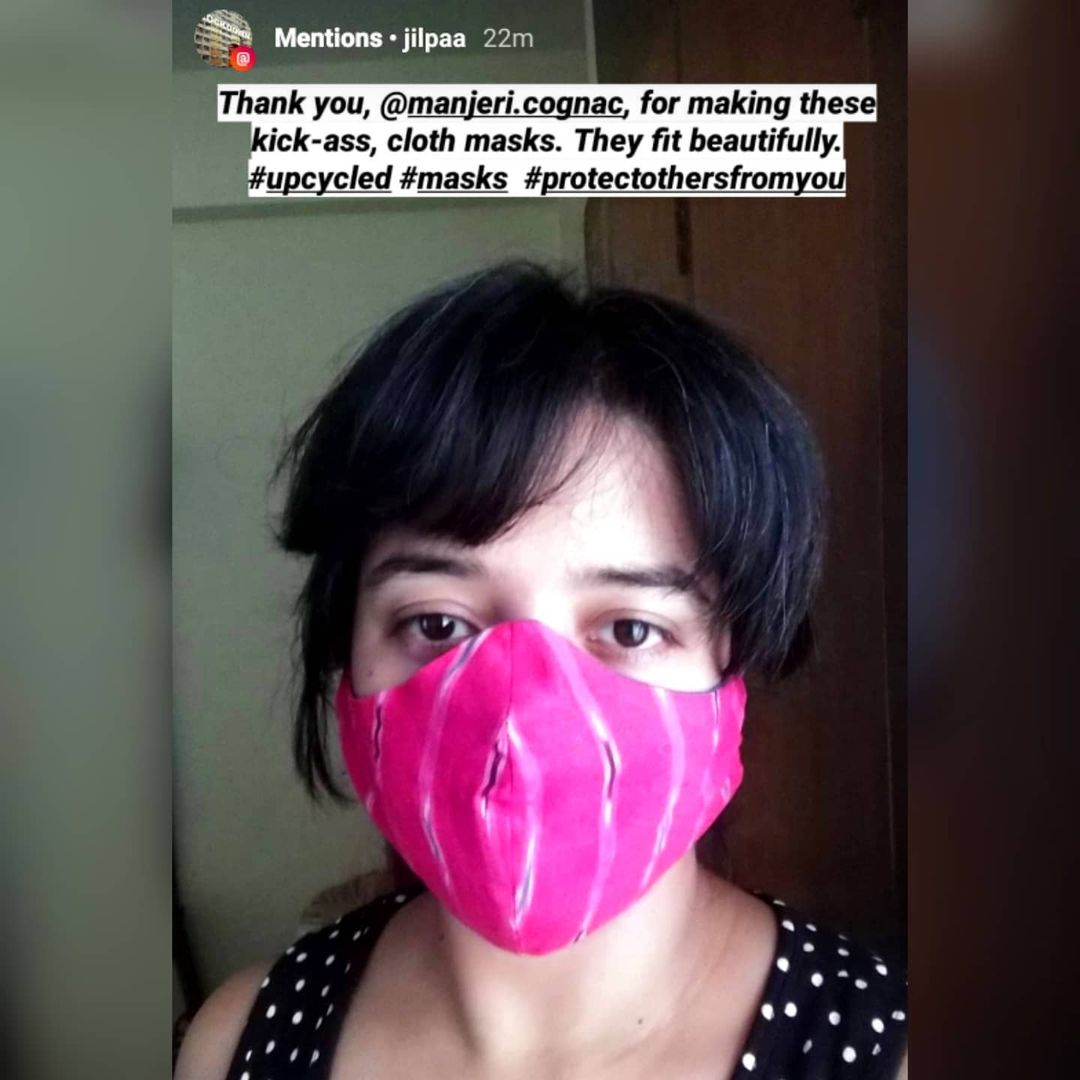 Mentions • jilpaa 22m
Thank you, @manjeri.cognac, for making these
kick-ass, cloth masks. They fit beautifully.
#upcycled #masks #protectothersfromyou